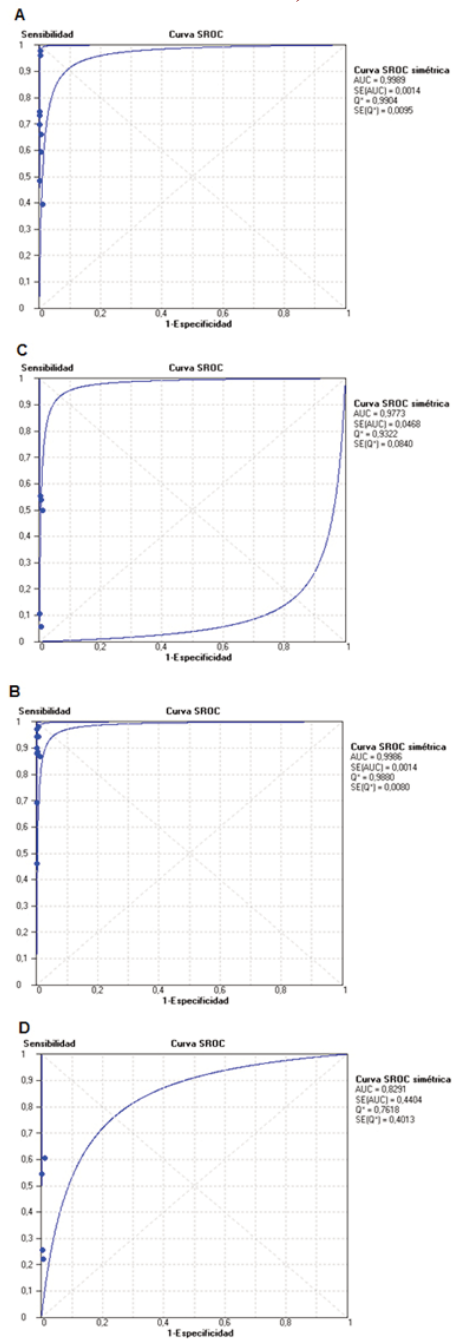 A
Sensibilidad Curva SROC
1
0,9
0,8
0,7
0,6
0,5
0,4
0,3
0,2
0,1
0
0 0,2 0,4 0,6 0,8 1
1-Especificidad
Curva SROC simétrica
AUC = 0,9989
SE(AUC) = 0,0014
Q* = 0,9904
SE(Q*) = 0,0095
C
Sensibilidad Curva SROC
1
0,9
0,8
0,7
0,6
0,5
0,4
0,3
0,2
0,1
0
0 0,2 0,4 0,6 0,8 1
1-Especificidad
Curva SROC simétrica
AUC = 0,9773
SE(AUC) = 0,0468
Q* = 0,9322
SE(Q*) = 0,0840
B
Sensibilidad Curva SROC
1
0,9
0,8
0,7
0,6
0,5
0,4
0,3
0,2
0,1
0
0 0,2 0,4 0,6 0,8 1
1-Especificidad
Curva SROC simétrica
AUC = 0,9986
SE(AUC) = 0,0014
Q* = 0,9880
SE(Q*) = 0,0080
D
Sensibilidad Curva SROC
1
0,9
0,8
0,7
0,6
0,5
0,4
0,3
0,2
0,1
0
0 0,2 0,4 0,6 0,8 1
1-Especificidad
Curva SROC simétrica
AUC = 0,8291
SE(AUC) = 0,4404
Q* = 0,7618
SE(Q*) = 0,4013